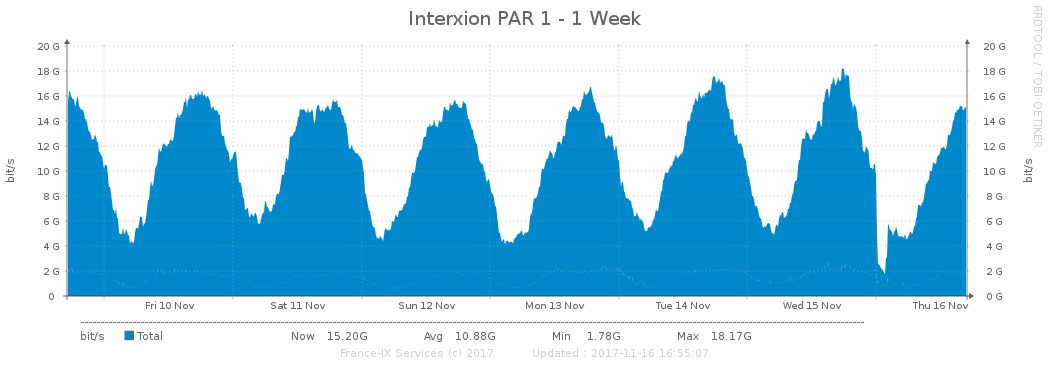 Interxion PAR 1 - 1 Week
RRDTOOL / TOBI OETIKER
bit/s
20 G 20 G
18 G 18 G
16 G 16 G
14 G 14 G
12 G 12 G
10 G 10 G
8 G 8 G
6 G 6 G
4 G 4 G
2 G 2 G
0 0 G
bit/s
Fri 10 Nov Sat 11 Nov Sun 12 Nov Mon 13 Nov Tue 14 Nov Wed 15 Nov Thu 16 Nov
bit/s Total Now 15.20G Avg 10.88G Min 1.78G Max 18.17G
France-IX Services (c) 2017 Updated : 2017-11-16 16:55:07